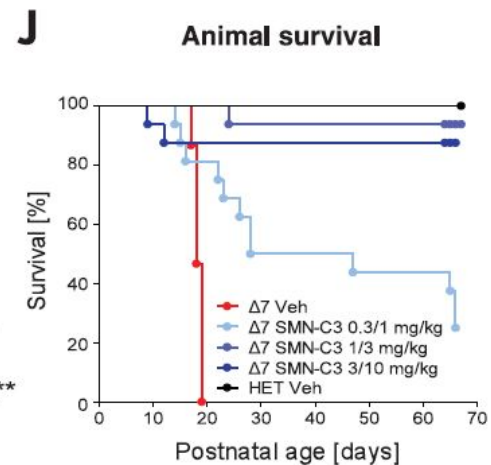 J
Animal survival
100
80
60
40
20
0
Survival [%]
Δ7 Veh
Δ7 SMN-C3 0.3/1 mg/kg
Δ7 SMN-C3 1/3 mg/kg
Δ7 SMN-C3 3/10 mg/kg
HET Veh
**
0 10 20 30 40 50 60 70
Postnatal age [days]